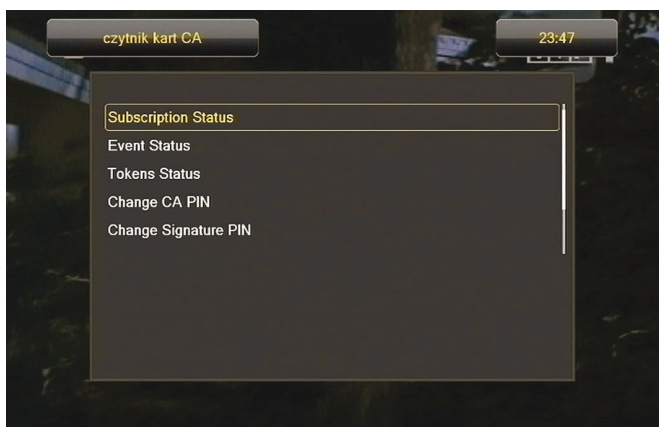 czytnik kart CA
23:47
Subscription Status
Event Status
Tokens Status
Change CA PIN
Change Signature PIN